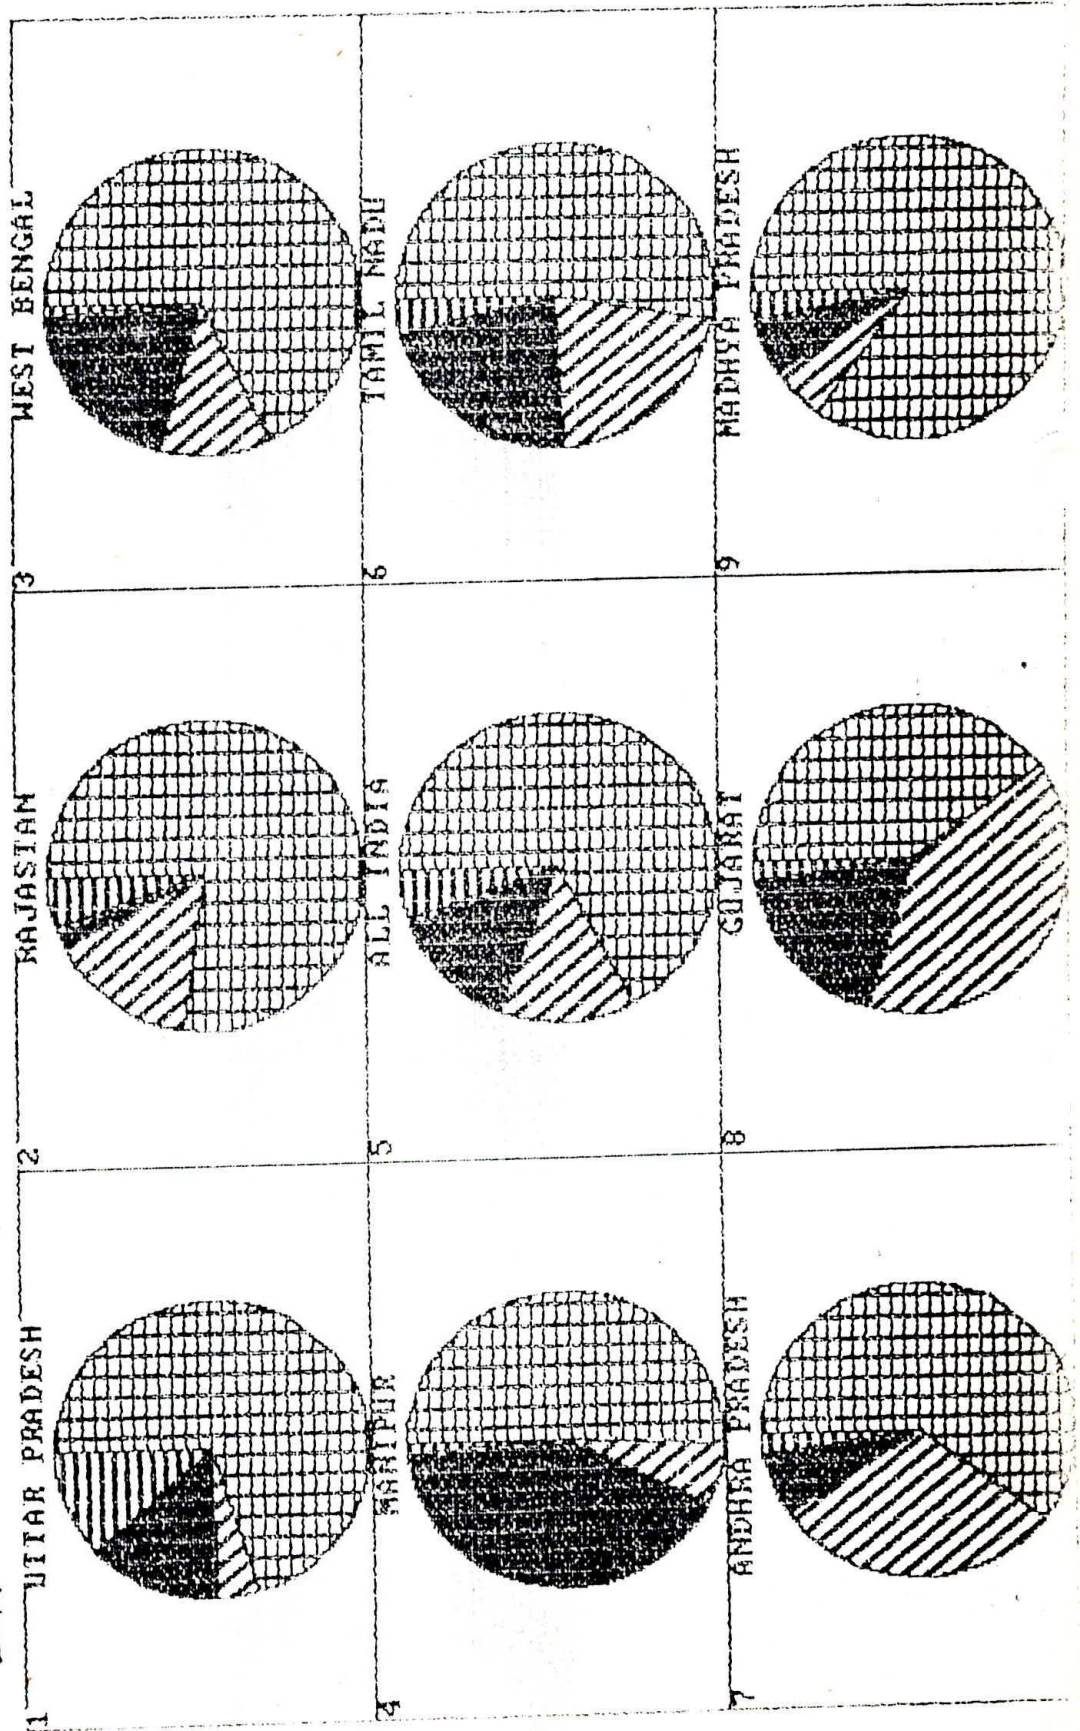 1 UTTAR PRADESH
2 RAJASTAN
3 WEST BENGAL
4 MANIPUR
5 ALL INDIA
6 TAMIL NADU
7 ANDHRA PRADESH
8 GUJARAT
9 MADHYA PRADESH